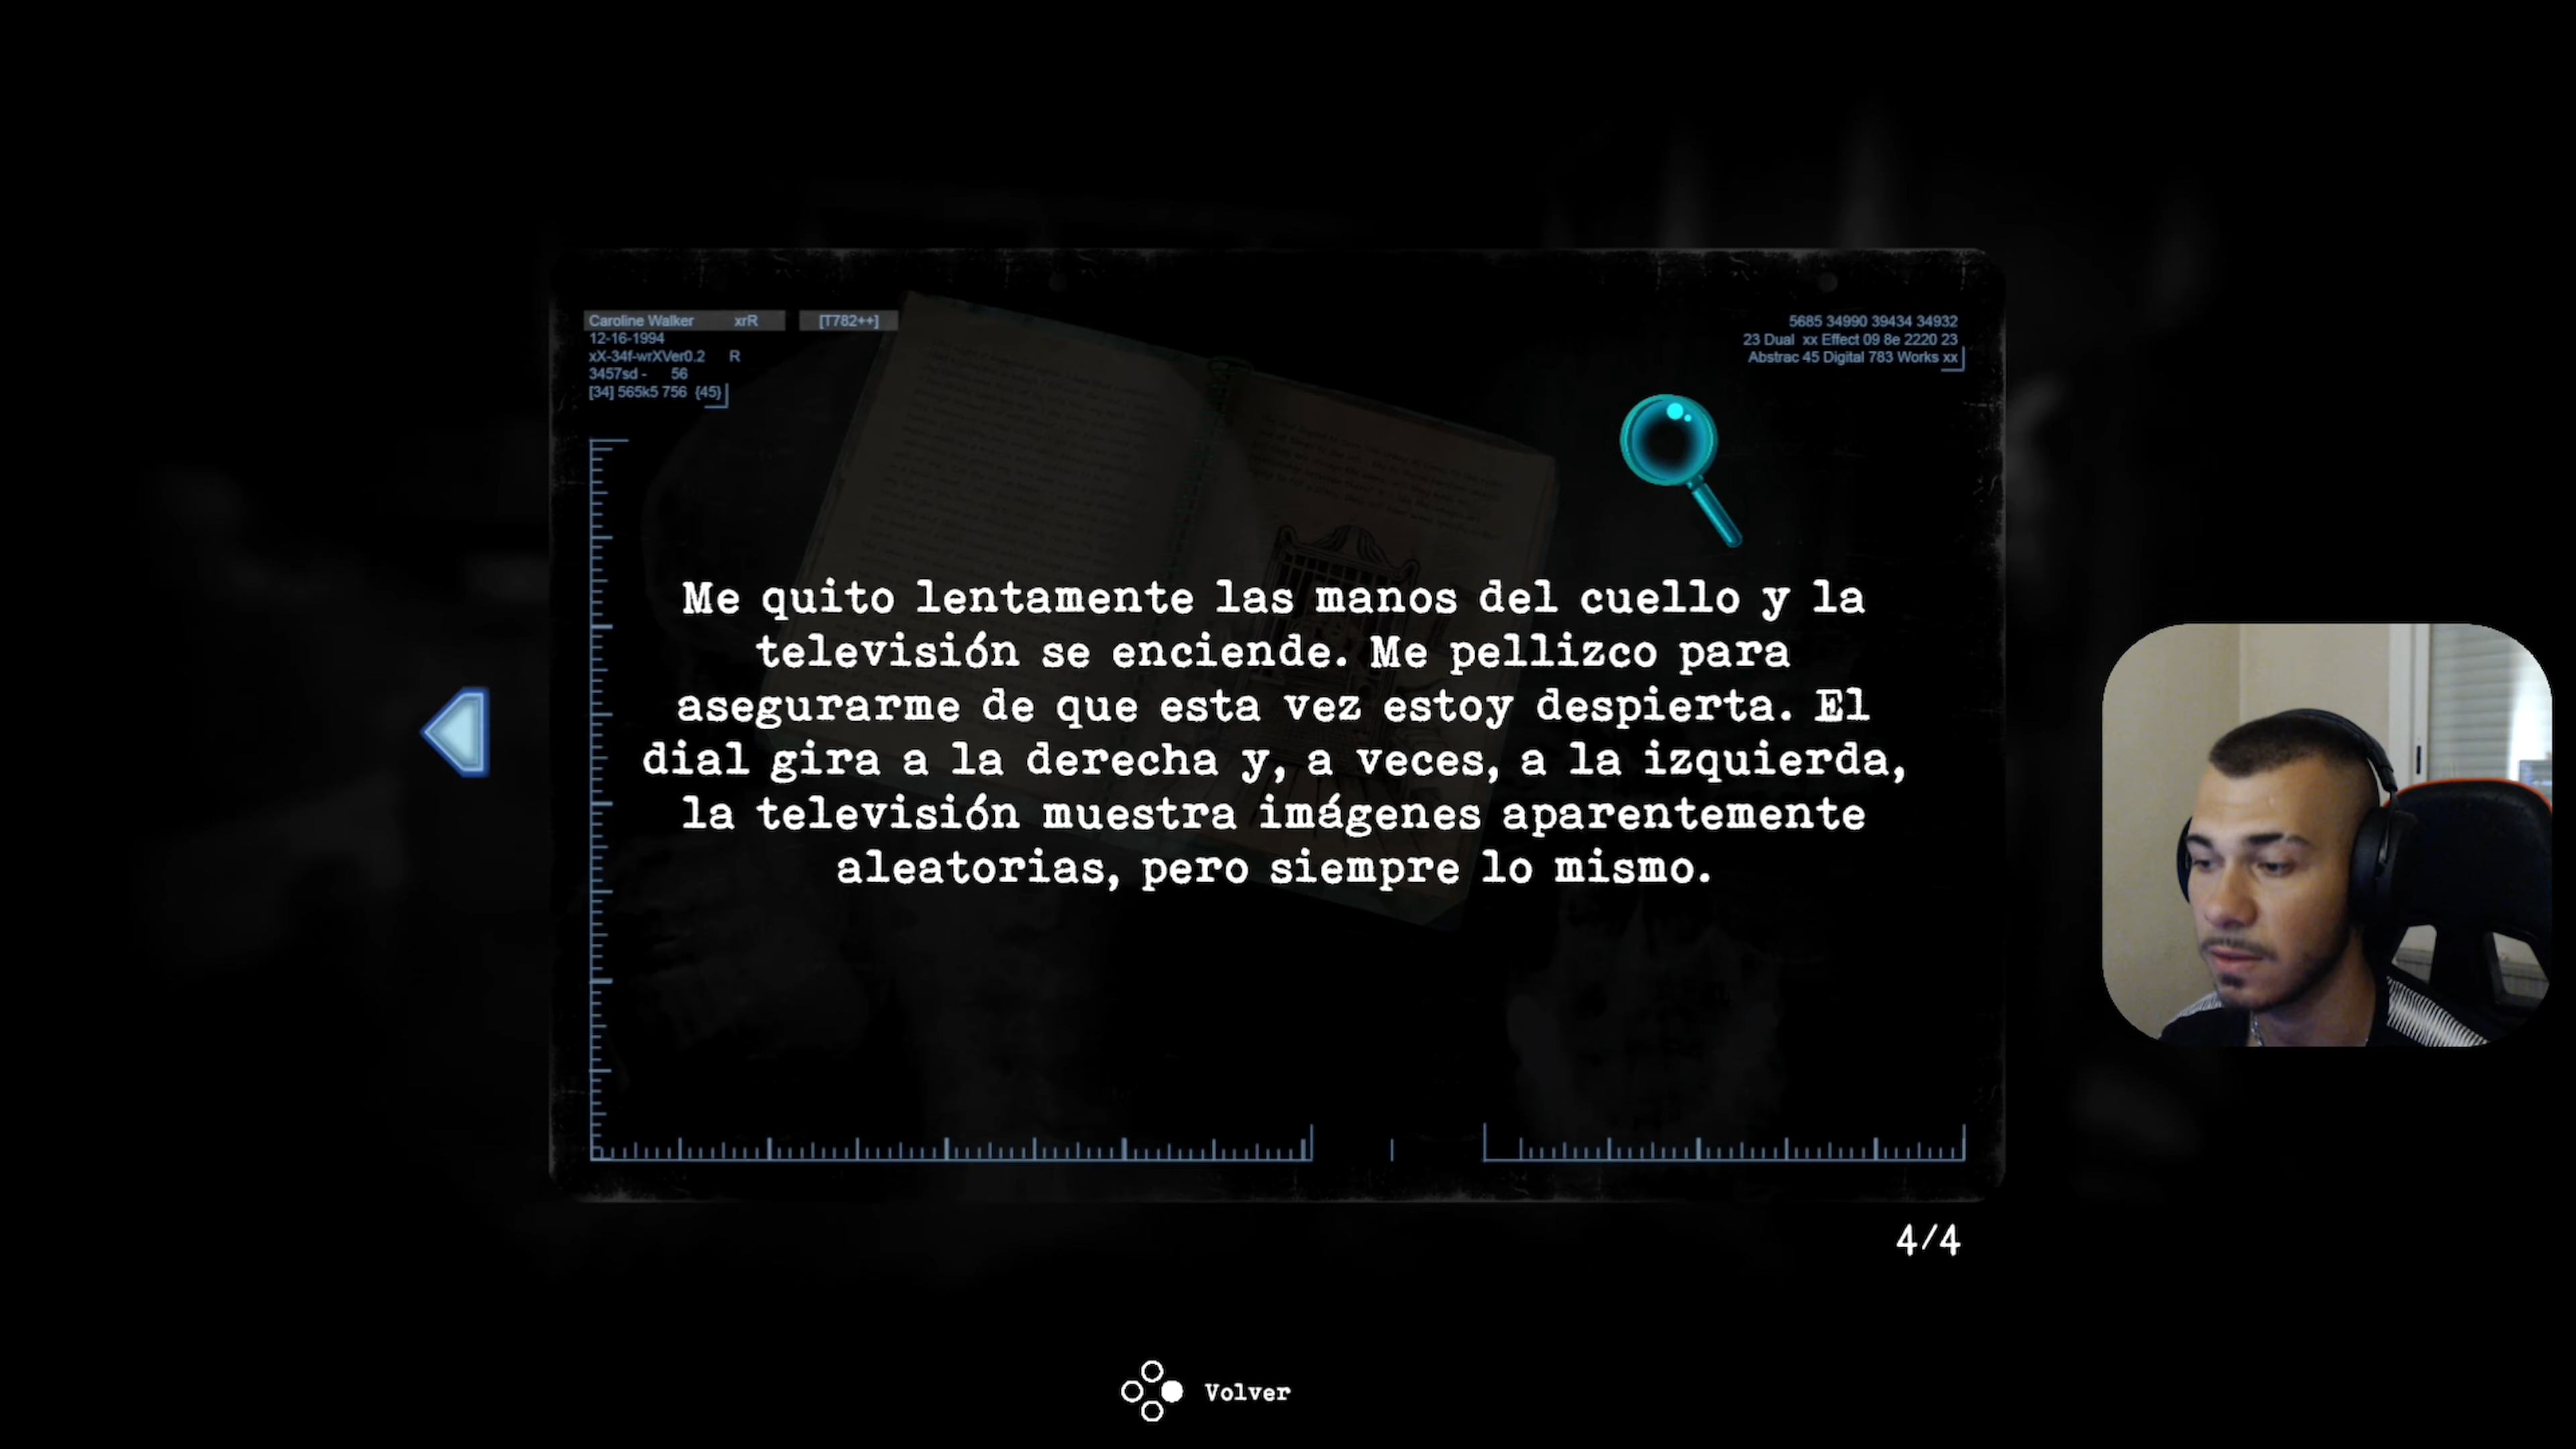 Caroline Walker xrR [T782++]
12-16-1994
xX-34f-wrXVer0.2 R
3457sd - 56
[34] 565k5 756 {45}
5685 34990 39434 34932
23 Dual xx Effect 09 8e 2220 23
Abstrac 45 Digital 783 Works xx
Me quito lentamente las manos del cuello y la
televisión se enciende. Me pellizco para
asegurarme de que esta vez estoy despierta. El
dial gira a la derecha y, a veces, a la izquierda,
la televisión muestra imágenes aparentemente
aleatorias, pero siempre lo mismo.
4/4
Volver